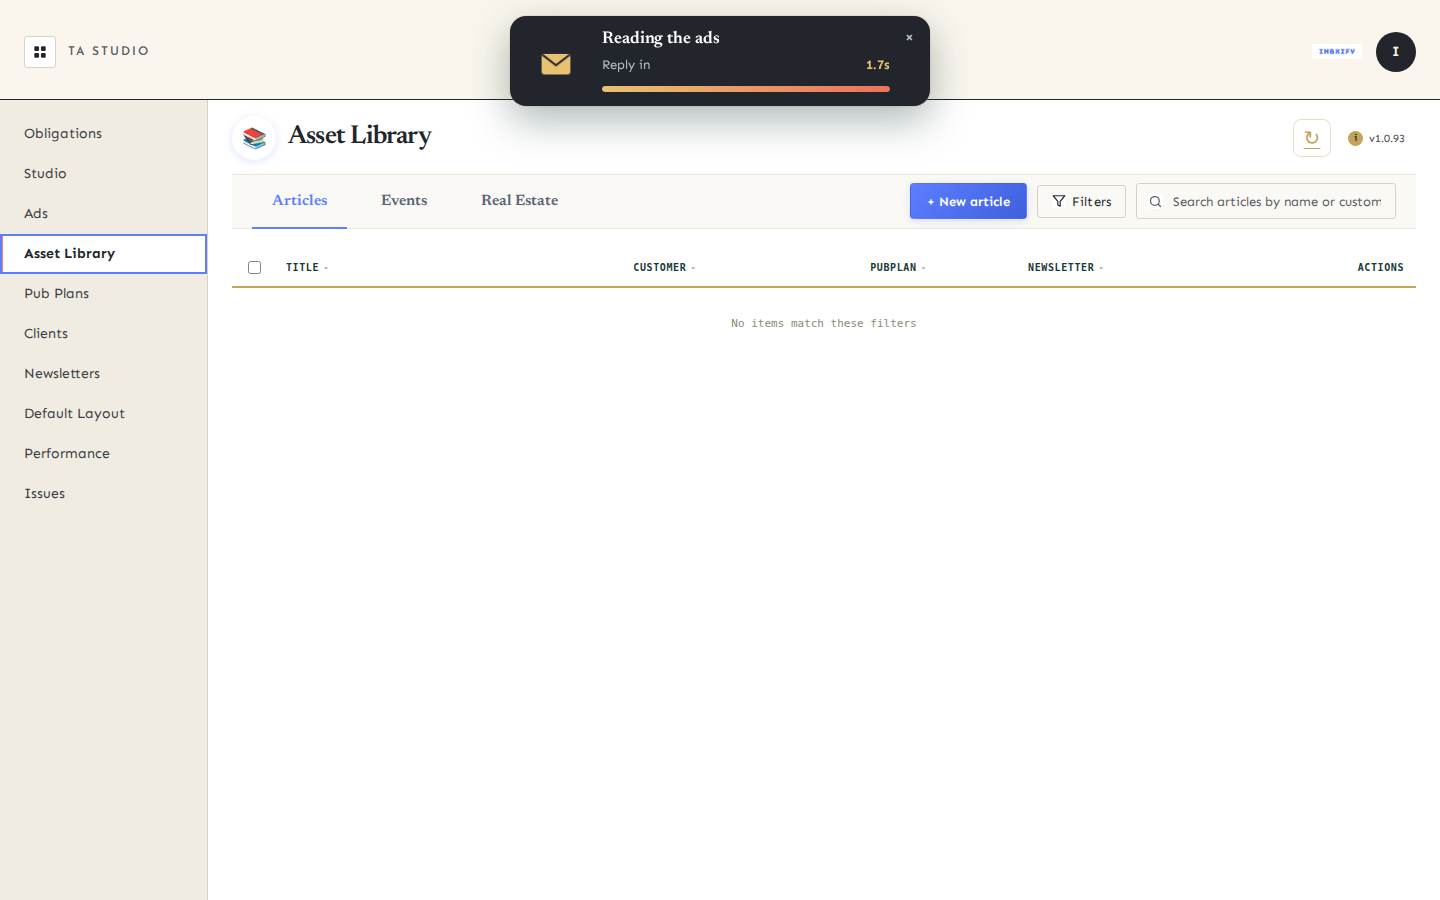 TA STUDIO
Reading the ads
×
Reply in
1.7s
INBXIFY
I
Obligations
Studio
Ads
Asset Library
Pub Plans
Clients
Newsletters
Default Layout
Performance
Issues
Asset Library
↻
i
v1.0.93
Articles
Events
Real Estate
+ New article
Filters
Search articles by name or custom
TITLE -
CUSTOMER -
PUBPLAN -
NEWSLETTER -
ACTIONS
No items match these filters